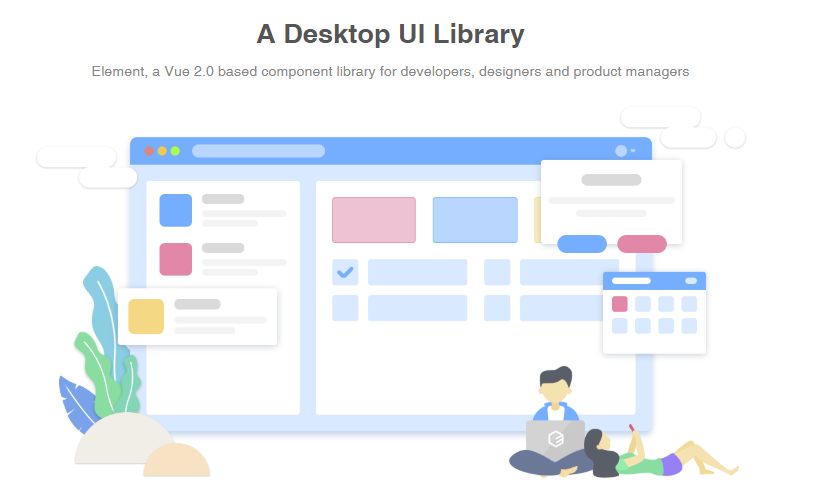 A Desktop UI Library
Element, a Vue 2.0 based component library for developers, designers and product managers